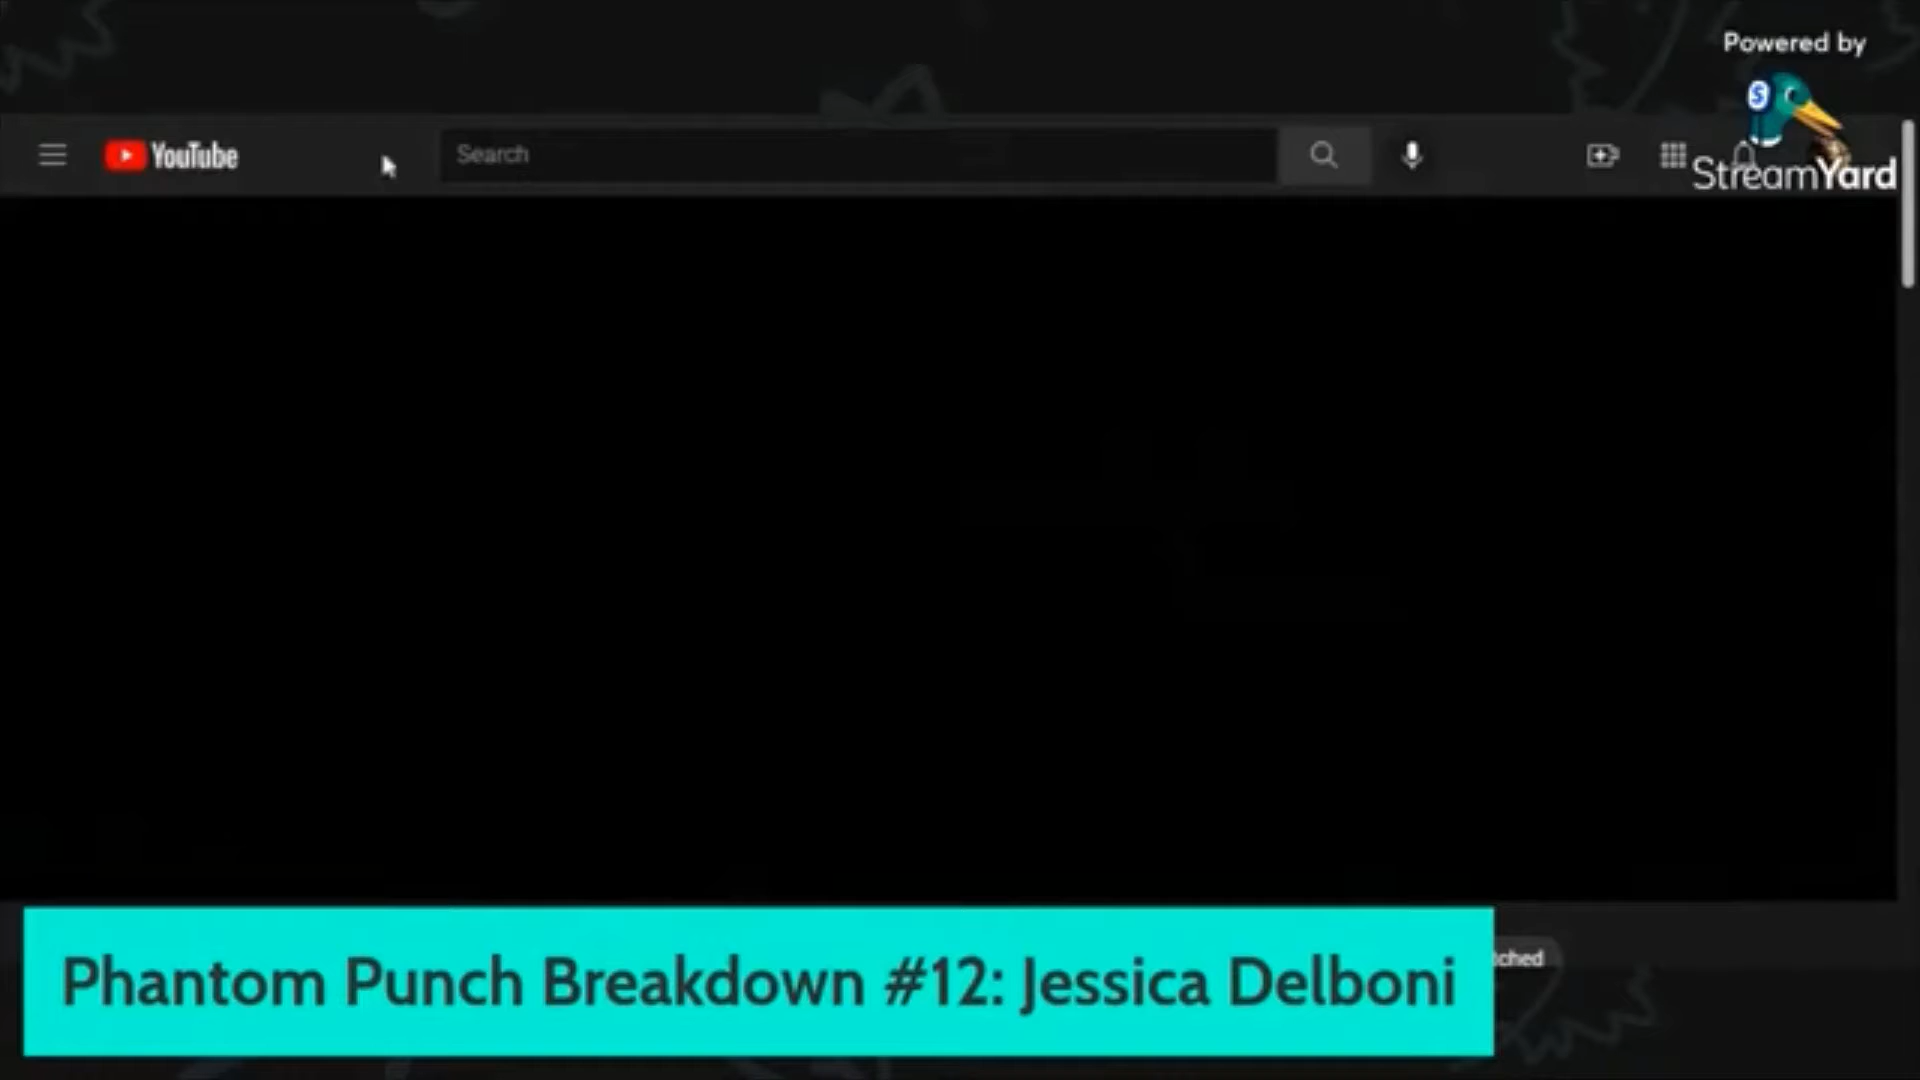 Powered by
StreamYard
YouTube
Search
Phantom Punch Breakdown #12: Jessica Delboni